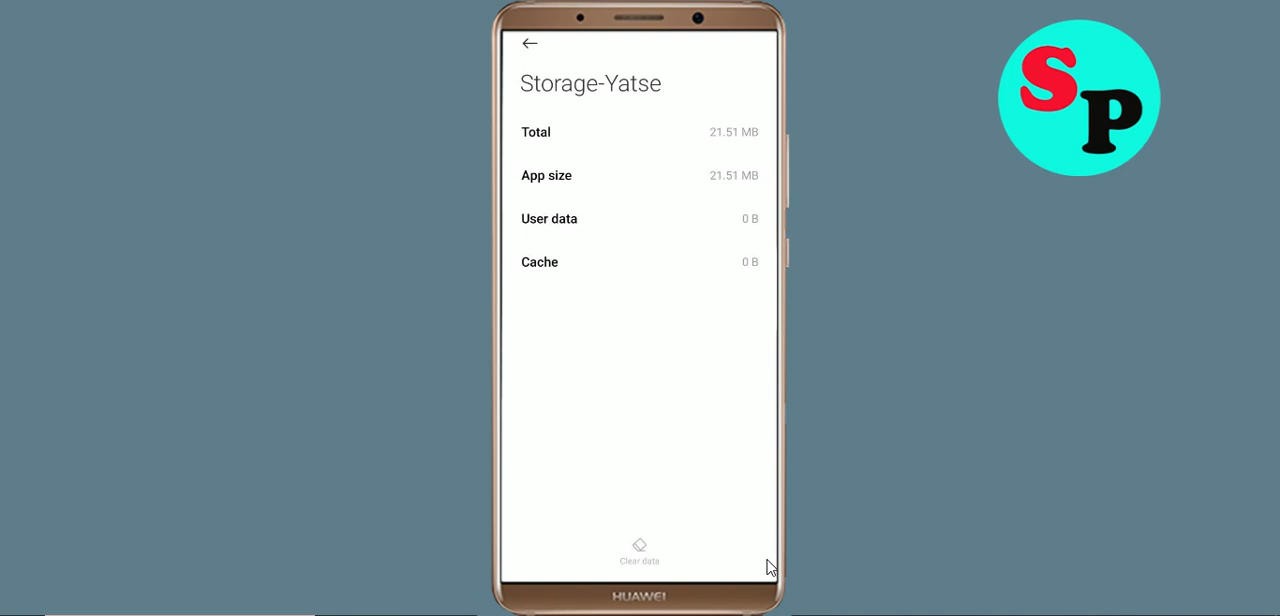 Storage-Yatse
Total 21.51 MB
App size 21.51 MB
User data 0 B
Cache 0 B
Clear data
HUAWEI
SP